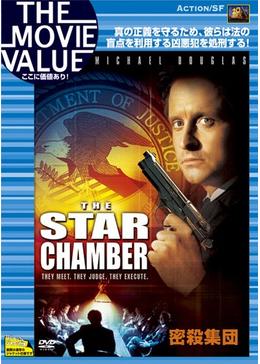 THE
MOVIE
VALUE
ここに価値あり!
ACTION/SF
真の正義を守るため、彼らは法の
盲点を利用する凶悪犯を処刑する!
MICHAEL DOUGLAS
DEPARTMENT OF JUSTICE
THE
STAR
CHAMBER
THEY MEET. THEY JUDGE. THEY EXECUTE.
密殺集団
DVD